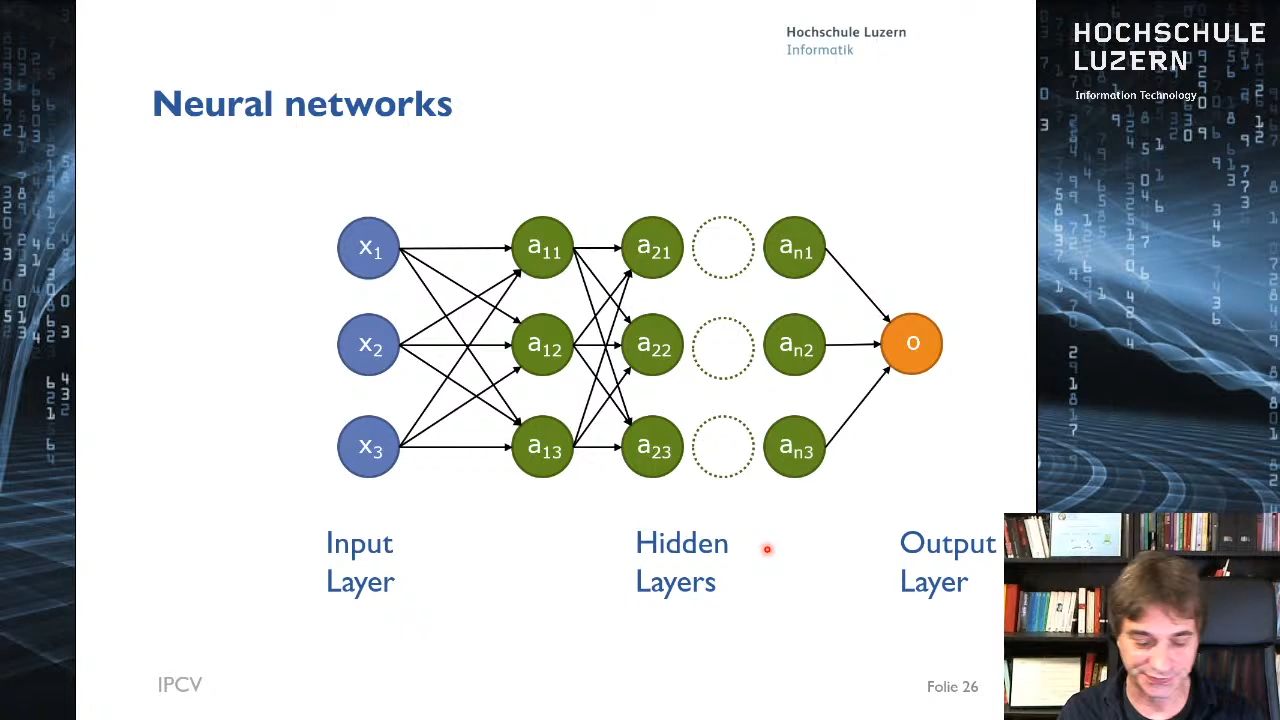 Hochschule Luzern
Informatik
HOCHSCHULE
LUZERN
Information Technology
Neural networks
x1 a11 a21 an1
x2 a12 a22 an2 o
x3 a13 a23 an3
Input Hidden Output
Layer Layers Layer
IPCV
Folie 26